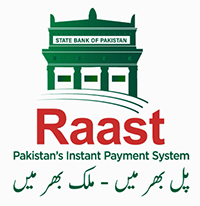 STATE BANK OF PAKISTAN
Raast
Pakistan's Instant Payment System
پل بھر میں - ملک بھر میں